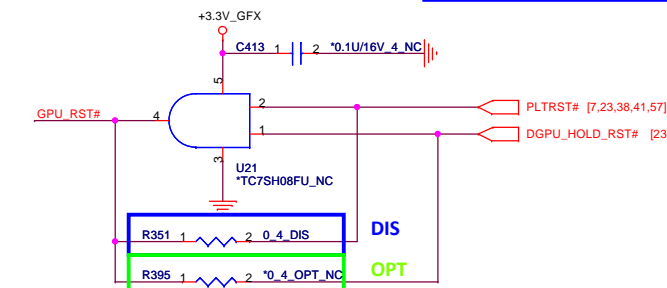 +3.3V_GFX
C413 1 2 *0.1U/16V_4_NC
5
GPU_RST# 4 2 PLTRST# [7,23,38,41,57]
1 DGPU_HOLD_RST# [23
3
U21
*TC7SH08FU_NC
R351 1 2 0_4_DIS DIS
R395 1 2 *0_4_OPT_NC OPT